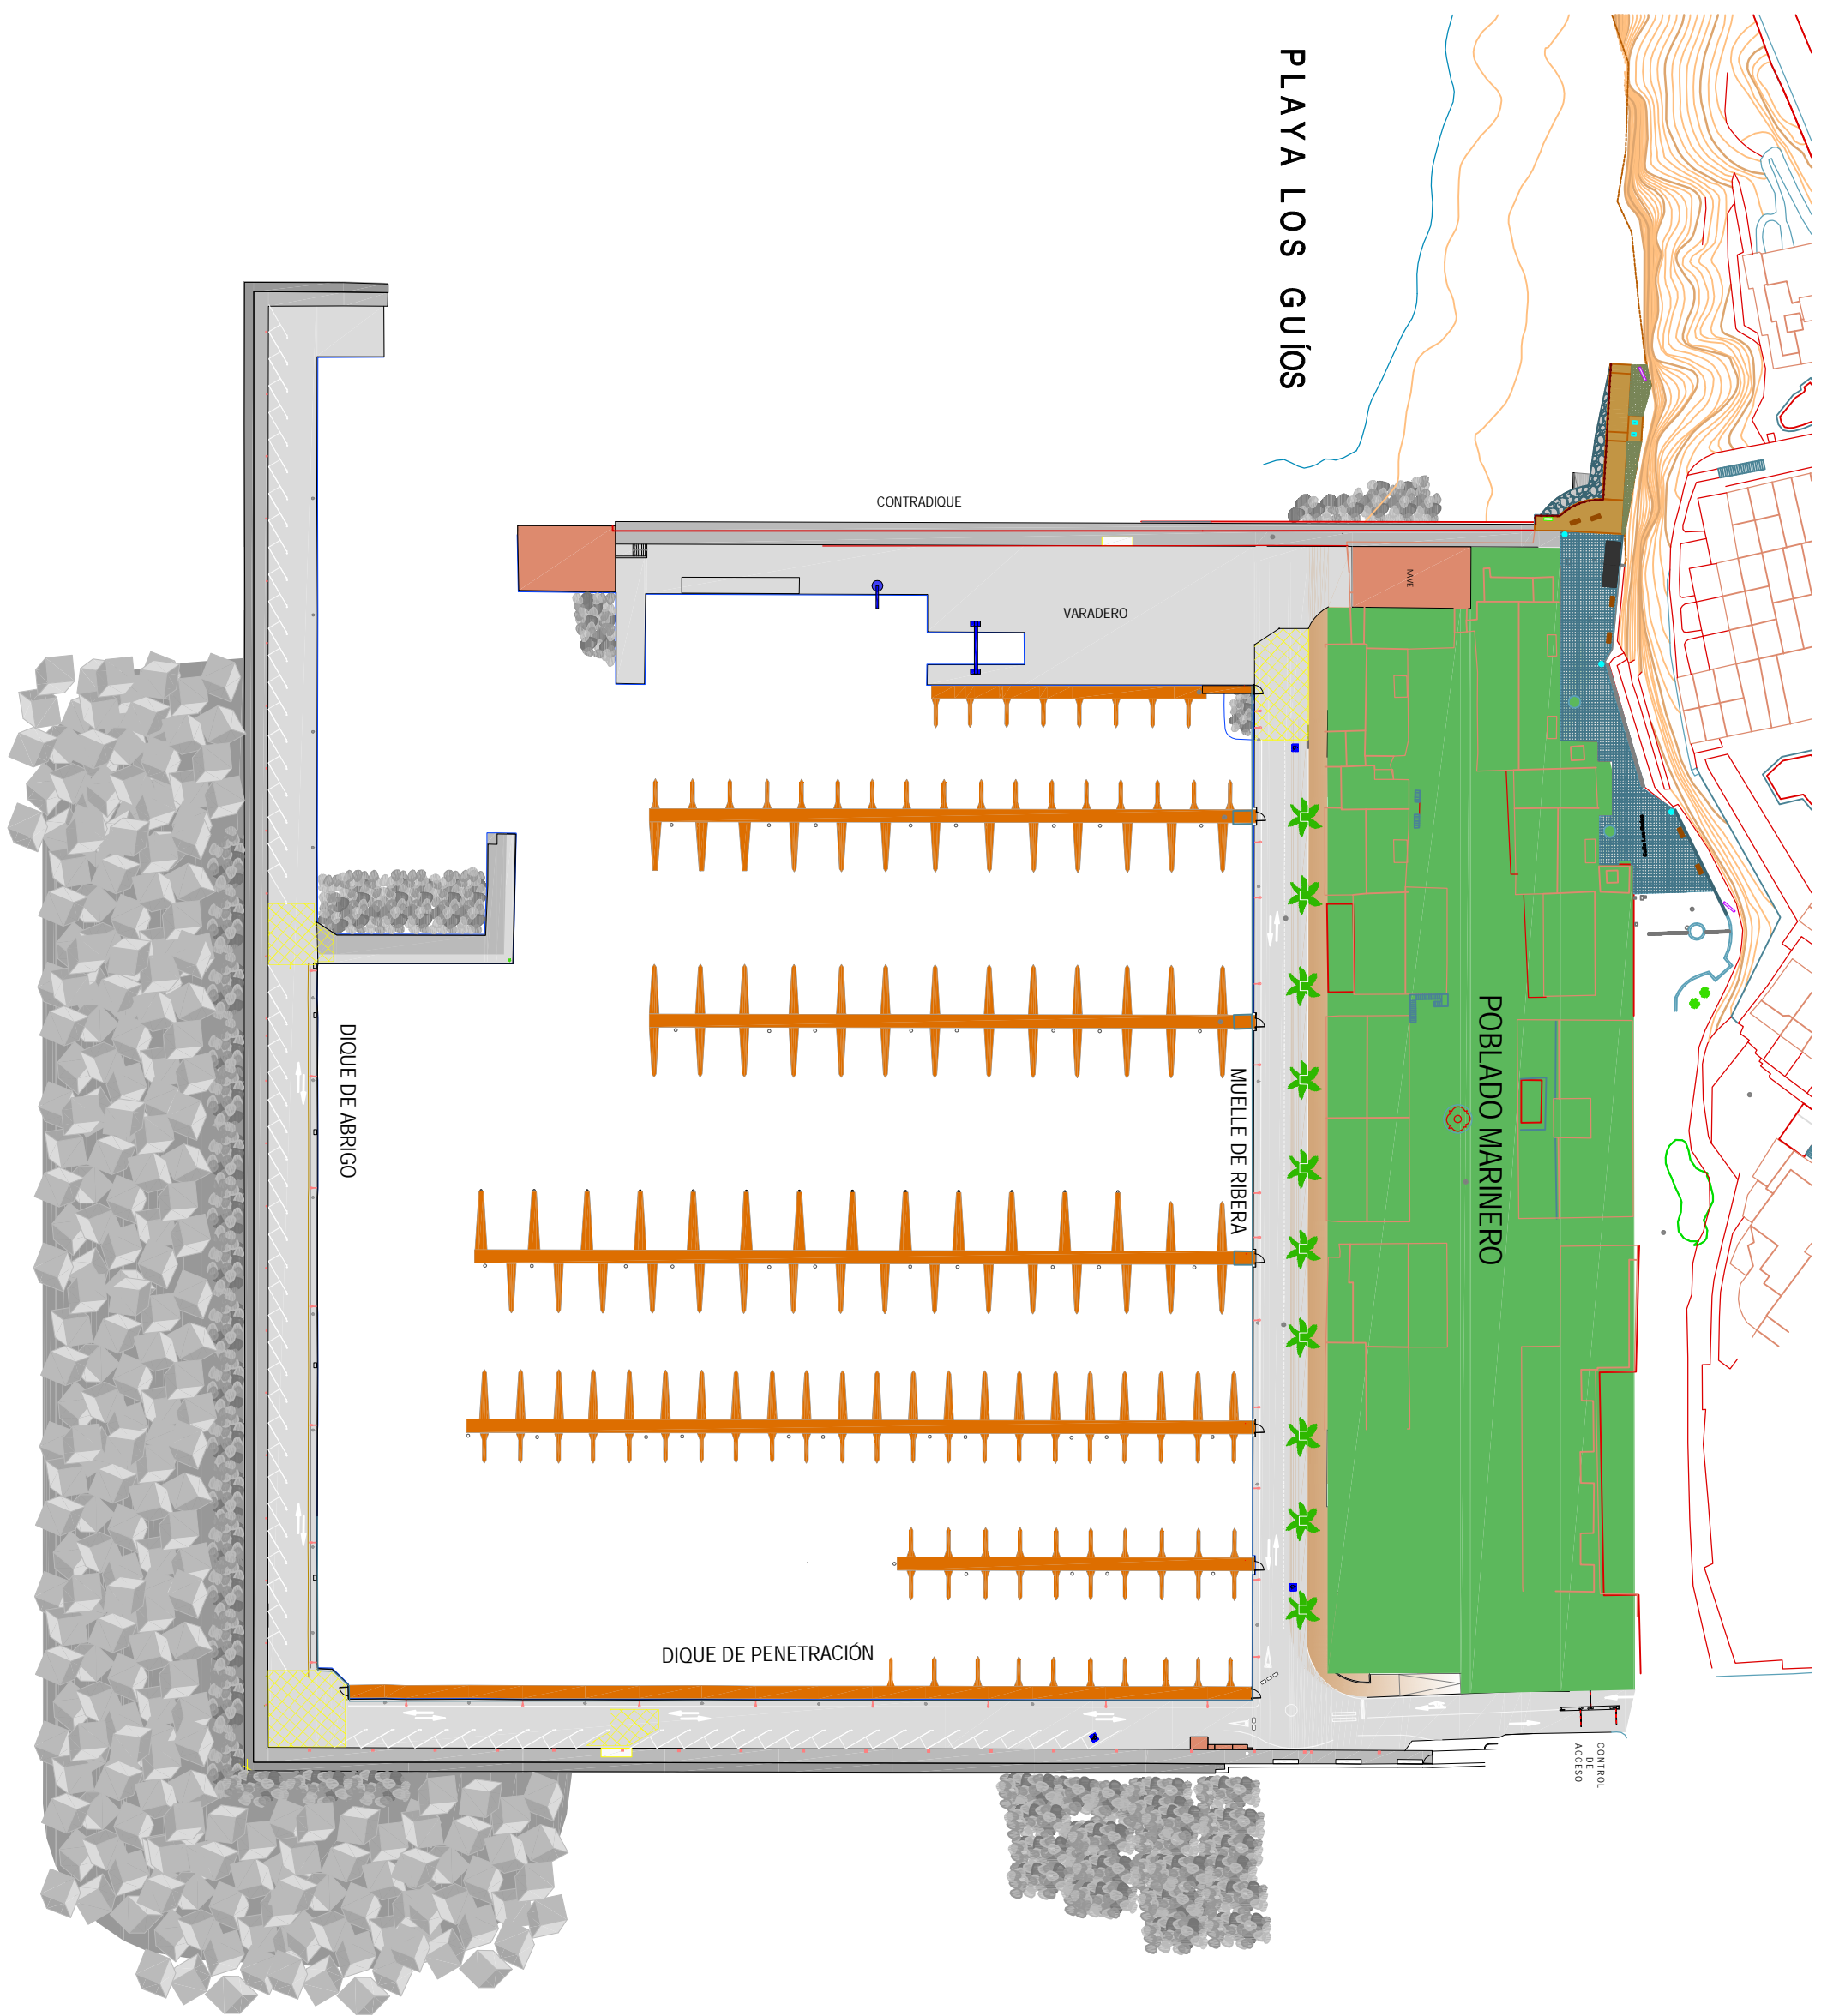 PLAYA LOS GUÍOS
CONTRADIQUE
NAVE
VARADERO
DIQUE DE ABRIGO
MUELLE DE RIBERA
POBLADO MARINERO
DIQUE DE PENETRACIÓN
CONTROL
DE
ACCESO